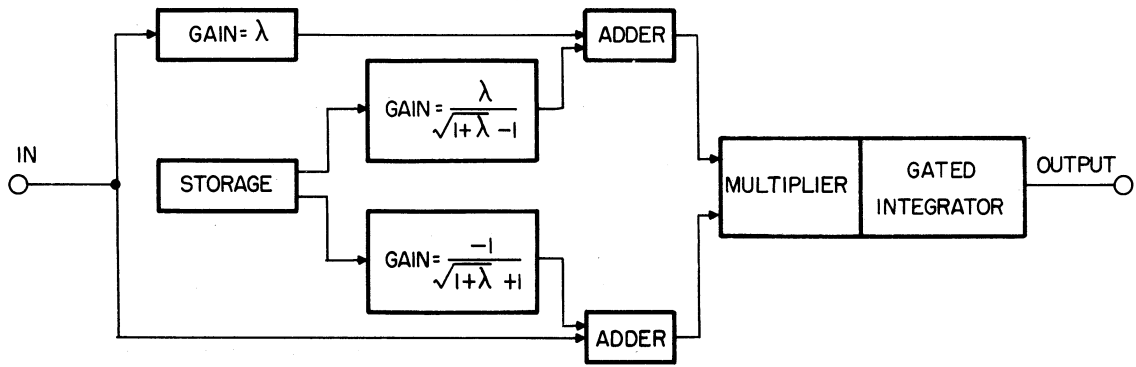 GAIN = λ
ADDER
GAIN = λ / √1+λ - 1
IN
STORAGE
MULTIPLIER
GATED
INTEGRATOR
OUTPUT
GAIN = -1 / √1+λ + 1
ADDER